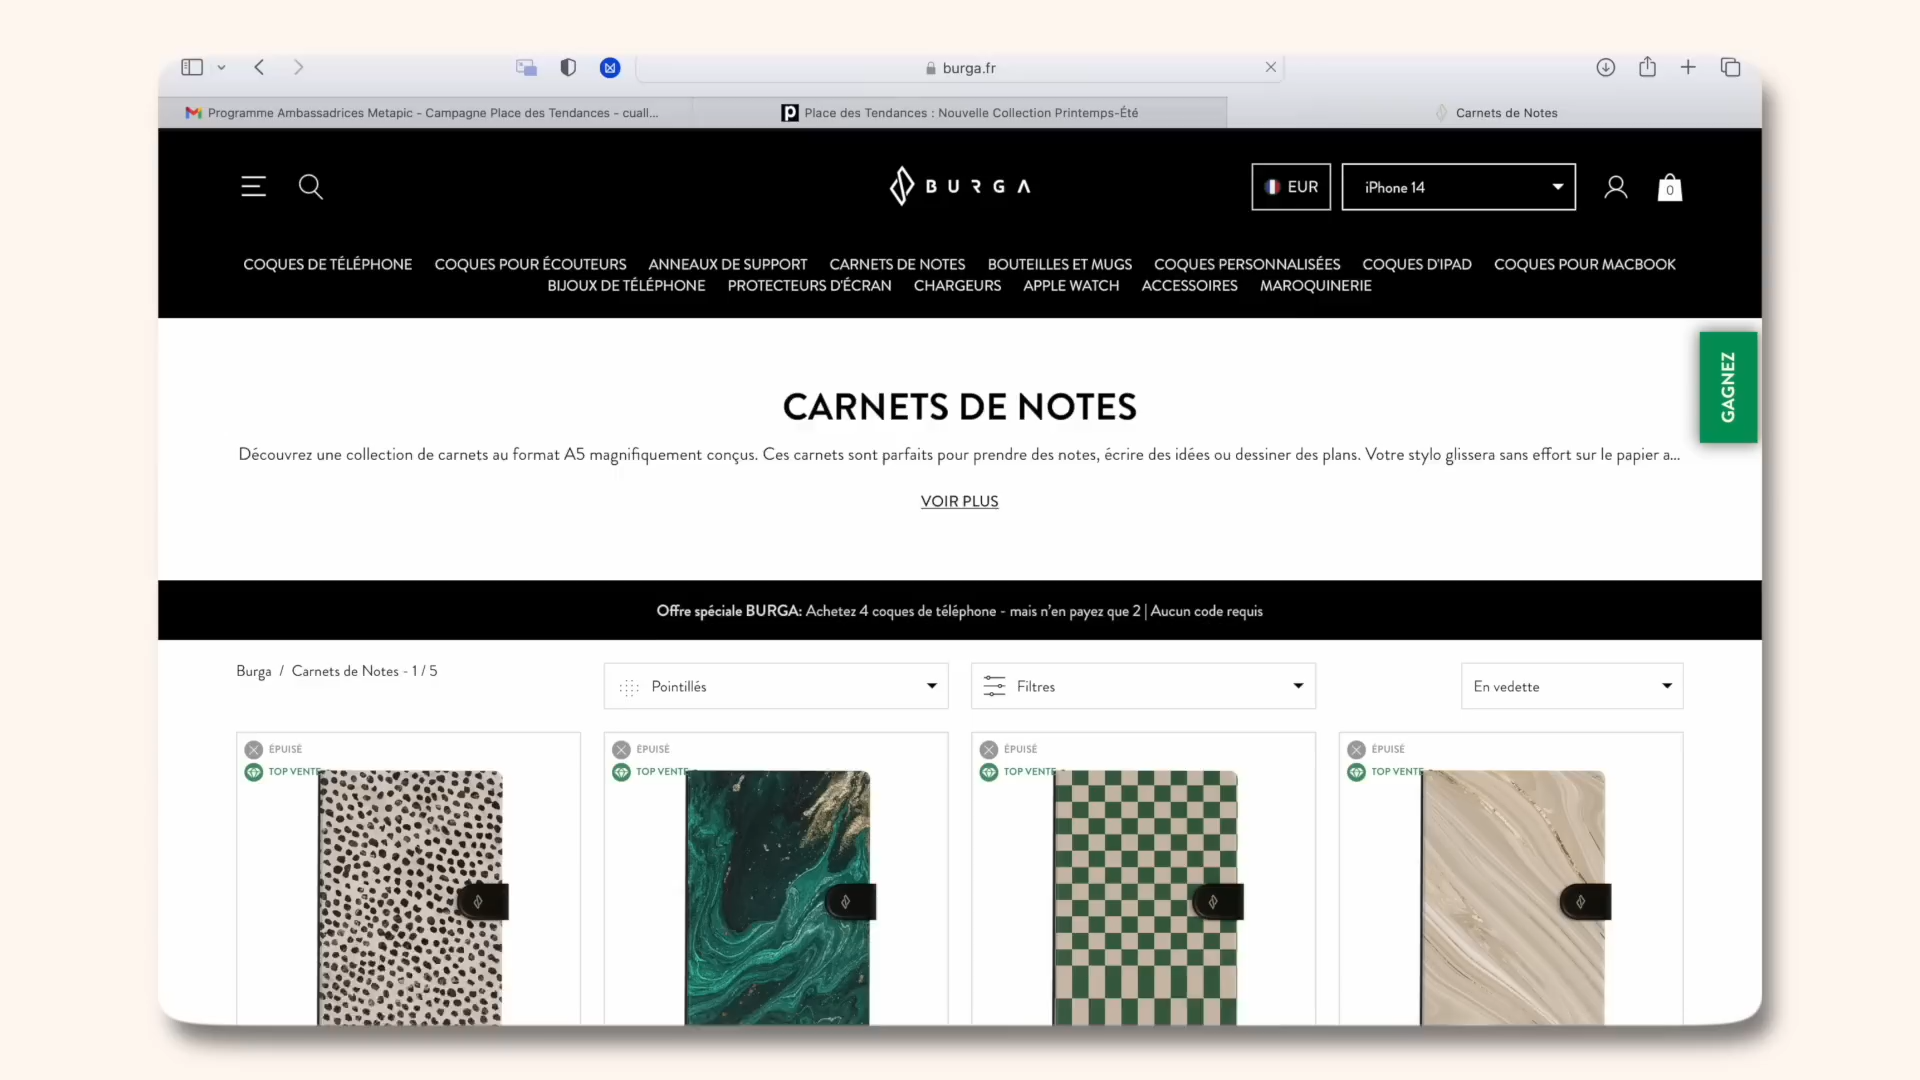 burga.fr
Programme Ambassadrices Metapic - Campagne Place des Tendances - cuall...
Place des Tendances : Nouvelle Collection Printemps-Été
Carnets de Notes
BURGA
EUR
iPhone 14
0
COQUES DE TÉLÉPHONE COQUES POUR ÉCOUTEURS ANNEAUX DE SUPPORT CARNETS DE NOTES BOUTEILLES ET MUGS COQUES PERSONNALISÉES COQUES D'IPAD COQUES POUR MACBOOK
BIJOUX DE TÉLÉPHONE PROTECTEURS D'ÉCRAN CHARGEURS APPLE WATCH ACCESSOIRES MAROQUINERIE
GAGNEZ
CARNETS DE NOTES
Découvrez une collection de carnets au format A5 magnifiquement conçus. Ces carnets sont parfaits pour prendre des notes, écrire des idées ou dessiner des plans. Votre stylo glissera sans effort sur le papier a...
VOIR PLUS
Offre spéciale BURGA: Achetez 4 coques de téléphone - mais n'en payez que 2 | Aucun code requis
Burga / Carnets de Notes - 1 / 5
Pointillés
Filtres
En vedette
ÉPUISÉ
TOP VENTE
ÉPUISÉ
TOP VENTE
ÉPUISÉ
TOP VENTE
ÉPUISÉ
TOP VENTE